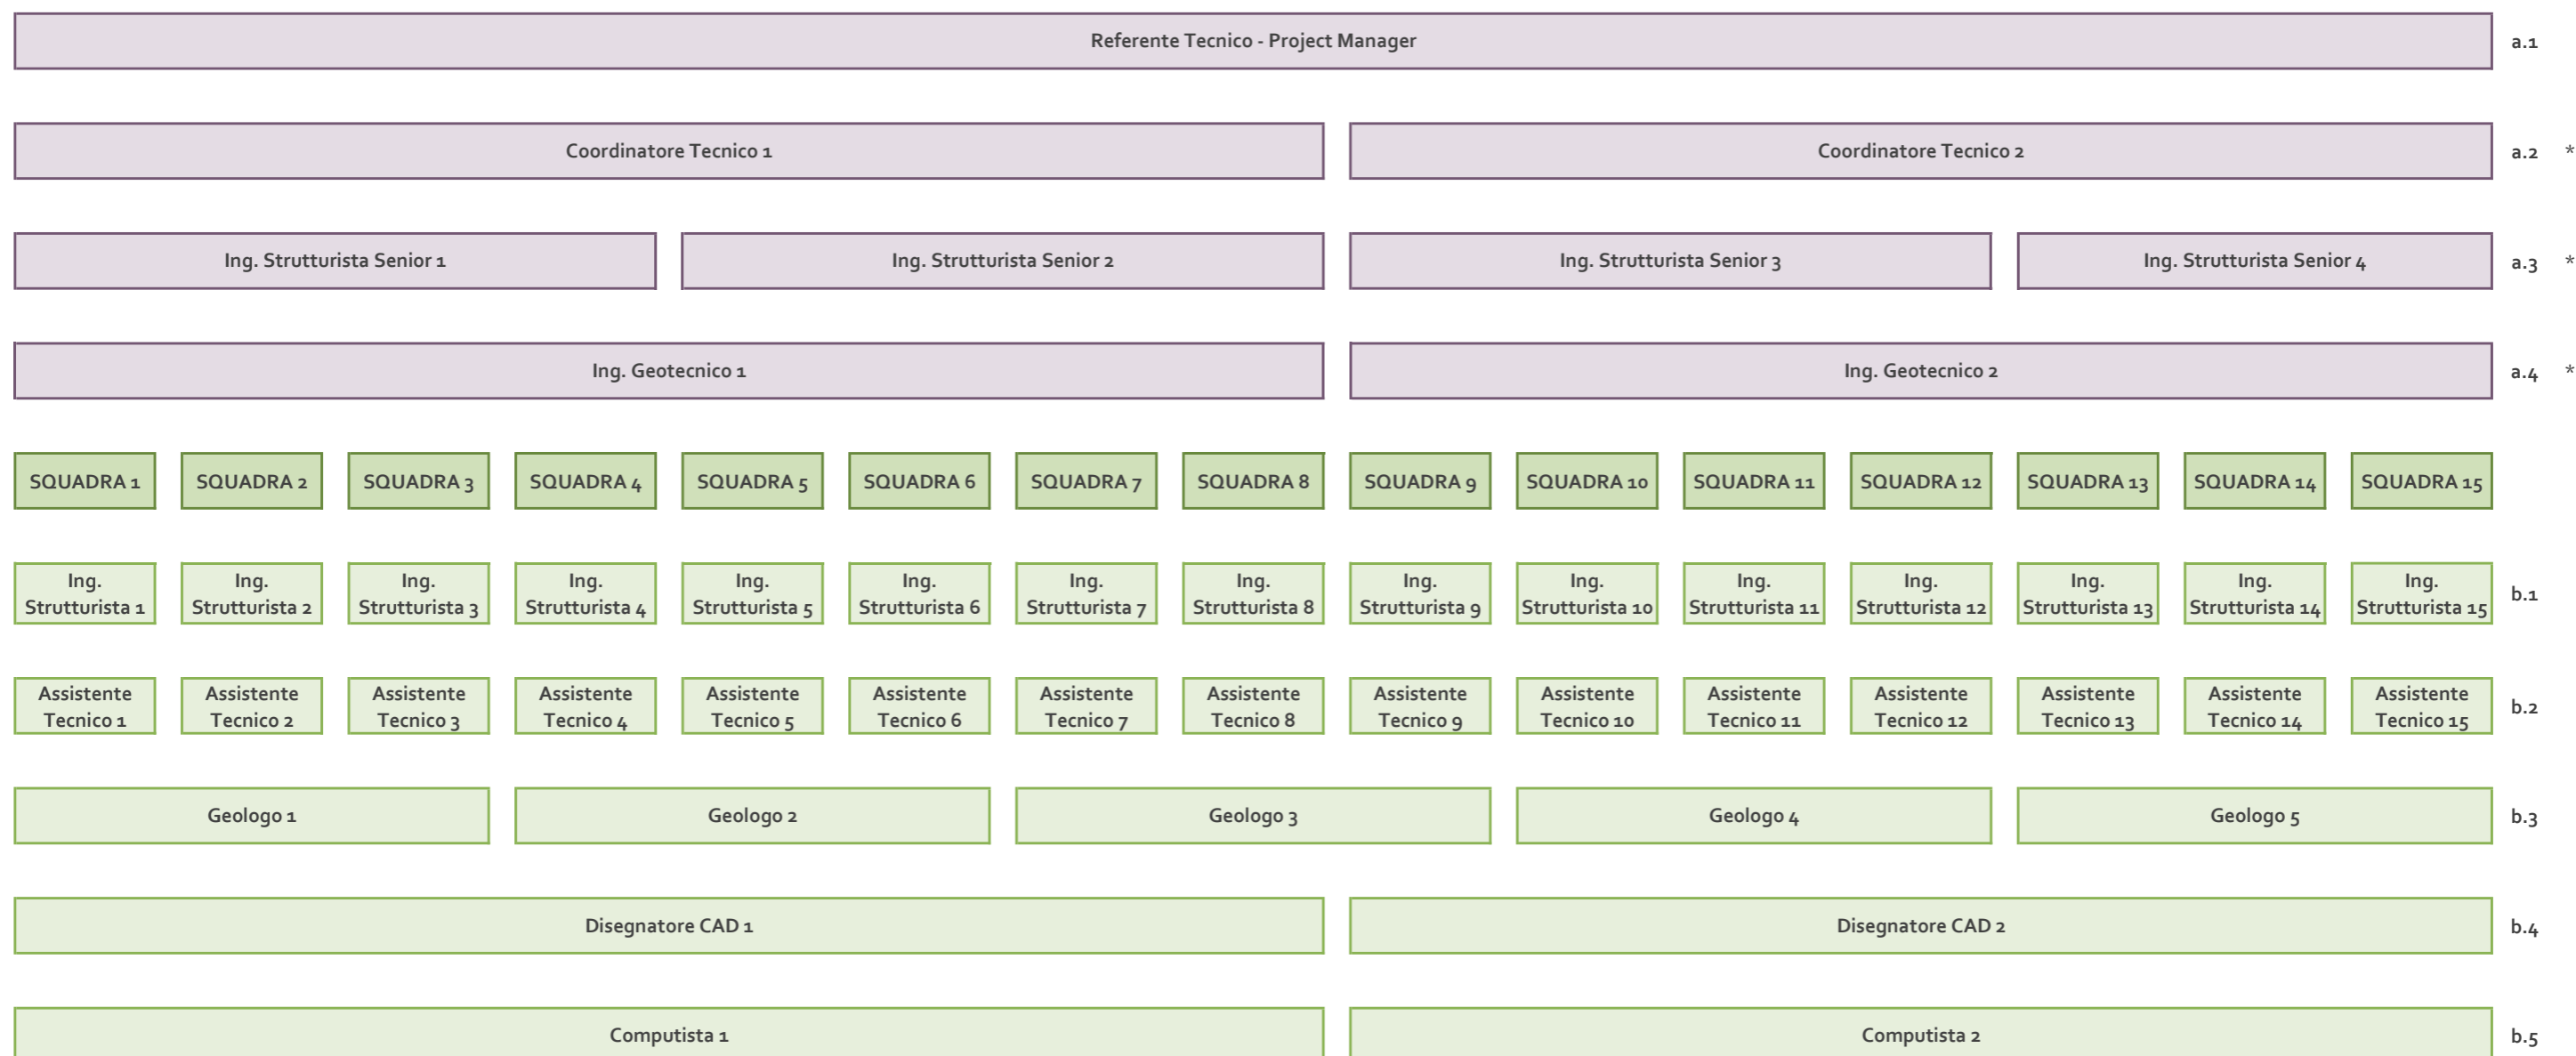 Referente Tecnico - Project Manager a.1
Coordinatore Tecnico 1 Coordinatore Tecnico 2 a.2 *
Ing. Strutturista Senior 1 Ing. Strutturista Senior 2 Ing. Strutturista Senior 3 Ing. Strutturista Senior 4 a.3 *
Ing. Geotecnico 1 Ing. Geotecnico 2 a.4 *
SQUADRA 1 SQUADRA 2 SQUADRA 3 SQUADRA 4 SQUADRA 5 SQUADRA 6 SQUADRA 7 SQUADRA 8 SQUADRA 9 SQUADRA 10 SQUADRA 11 SQUADRA 12 SQUADRA 13 SQUADRA 14 SQUADRA 15
Ing. Ing. Ing. Ing. Ing. Ing. Ing. Ing. Ing. Ing. Ing. Ing. Ing. Ing. Ing.
Strutturista 1 Strutturista 2 Strutturista 3 Strutturista 4 Strutturista 5 Strutturista 6 Strutturista 7 Strutturista 8 Strutturista 9 Strutturista 10 Strutturista 11 Strutturista 12 Strutturista 13 Strutturista 14 Strutturista 15 b.1
Assistente Assistente Assistente Assistente Assistente Assistente Assistente Assistente Assistente Assistente Assistente Assistente Assistente Assistente Assistente
Tecnico 1 Tecnico 2 Tecnico 3 Tecnico 4 Tecnico 5 Tecnico 6 Tecnico 7 Tecnico 8 Tecnico 9 Tecnico 10 Tecnico 11 Tecnico 12 Tecnico 13 Tecnico 14 Tecnico 15 b.2
Geologo 1 Geologo 2 Geologo 3 Geologo 4 Geologo 5 b.3
Disegnatore CAD 1 Disegnatore CAD 2 b.4
Computista 1 Computista 2 b.5